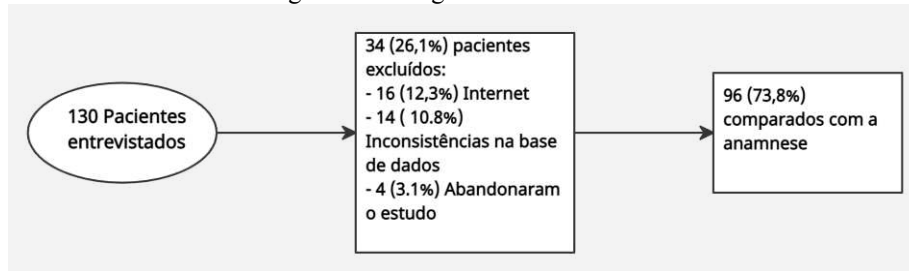 130 Pacientes
entrevistados
34 (26,1%) pacientes
excluídos:
- 16 (12,3%) Internet
- 14 ( 10.8%)
Inconsistências na base
de dados
- 4 (3.1%) Abandonaram
o estudo
96 (73,8%)
comparados com a
anamnese